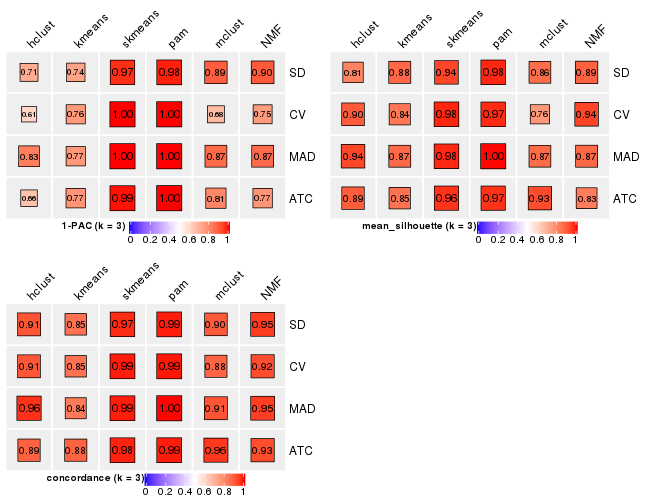 hclust kmeans skmeans pam mclust NMF
0.71 0.74 0.97 0.98 0.89 0.90 SD
0.61 0.76 1.00 1.00 0.68 0.75 CV
0.83 0.77 1.00 1.00 0.87 0.87 MAD
0.66 0.77 0.99 1.00 0.81 0.77 ATC
1-PAC (k = 3)
0 0.2 0.4 0.6 0.8 1
hclust kmeans skmeans pam mclust NMF
0.81 0.88 0.94 0.98 0.86 0.89 SD
0.90 0.84 0.98 0.97 0.76 0.94 CV
0.94 0.87 0.98 1.00 0.87 0.87 MAD
0.89 0.85 0.96 0.97 0.93 0.83 ATC
mean_silhouette (k = 3)
0 0.2 0.4 0.6 0.8 1
hclust kmeans skmeans pam mclust NMF
0.91 0.85 0.97 0.99 0.90 0.95 SD
0.91 0.85 0.99 0.99 0.88 0.92 CV
0.96 0.84 0.99 1.00 0.91 0.95 MAD
0.89 0.88 0.98 0.99 0.96 0.93 ATC
concordance (k = 3)
0 0.2 0.4 0.6 0.8 1